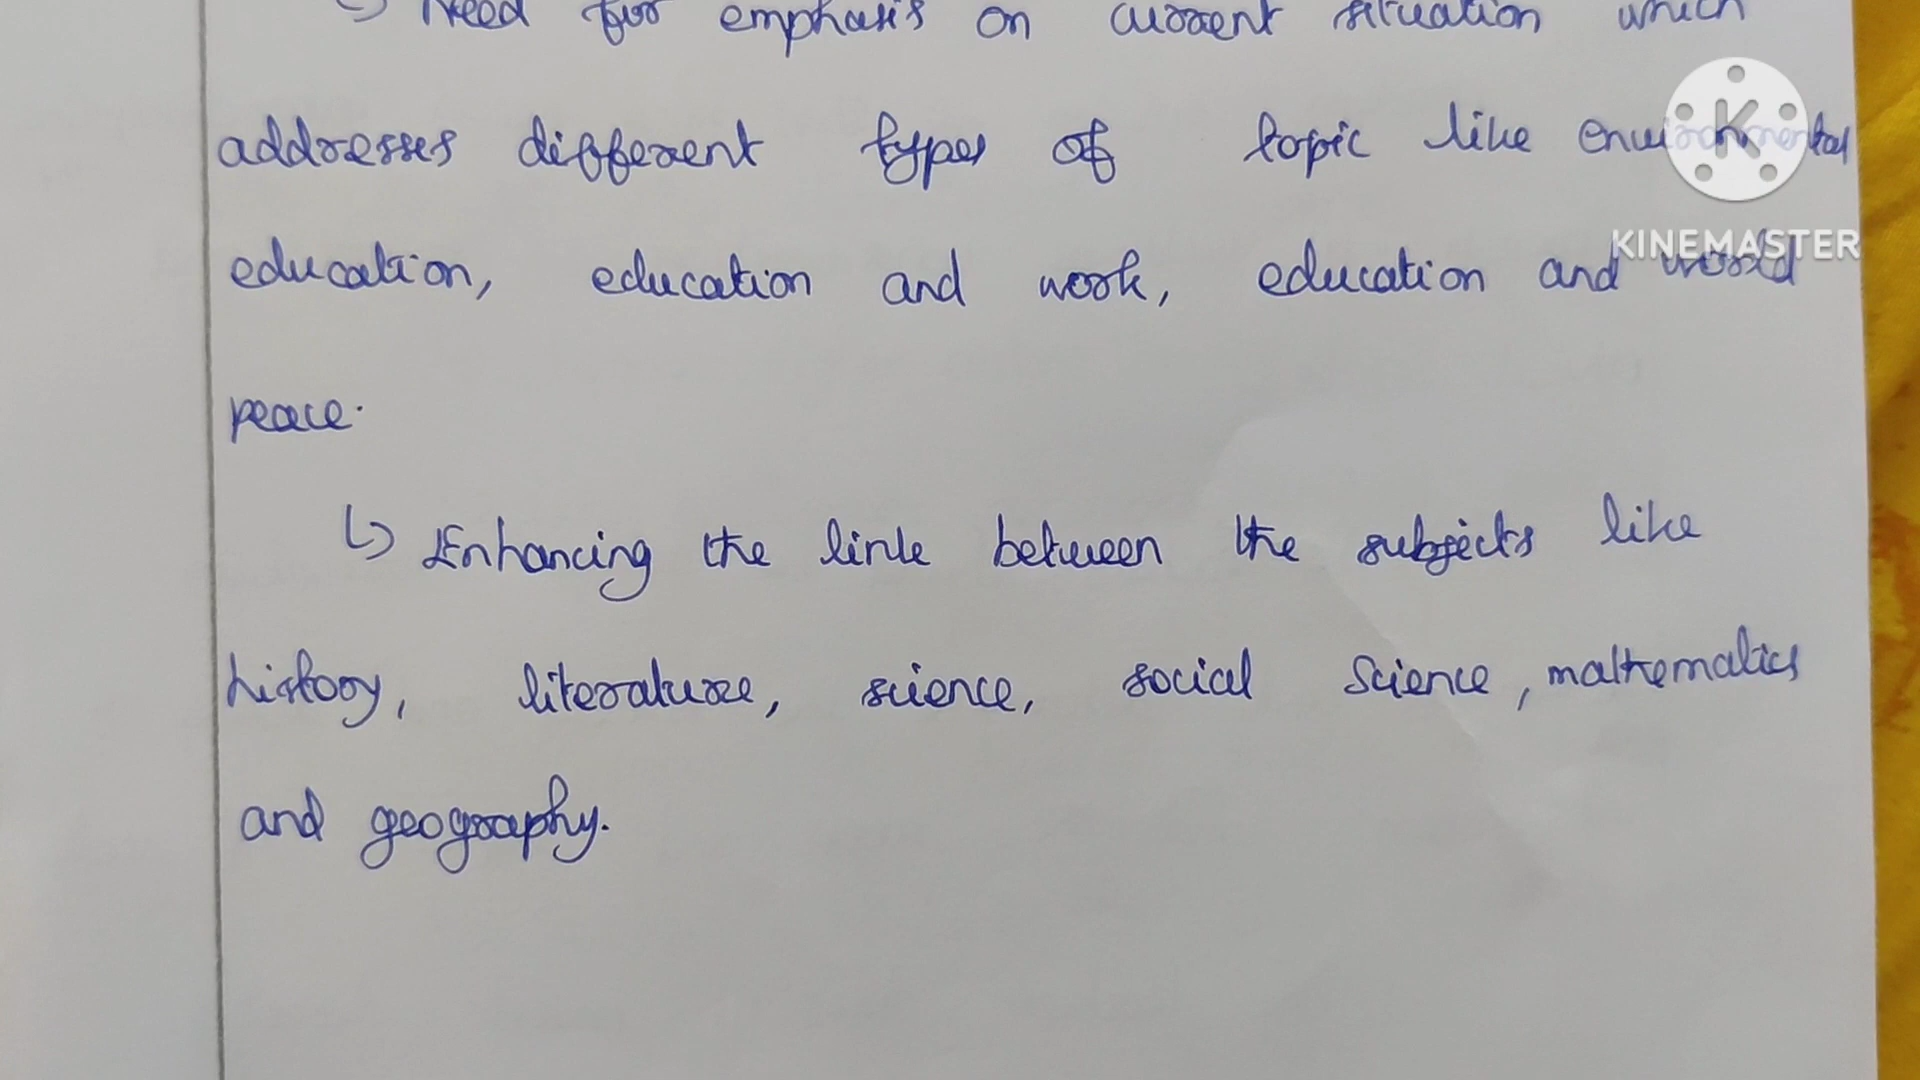 ↳ Need for emphasis on current situation which
addresses different types of topic like environmental
KINEMASTER
education, education and work, education and world
peace.
↳ Enhancing the link between the subjects like
history, literature, science, social Science, mathematics
and geography.